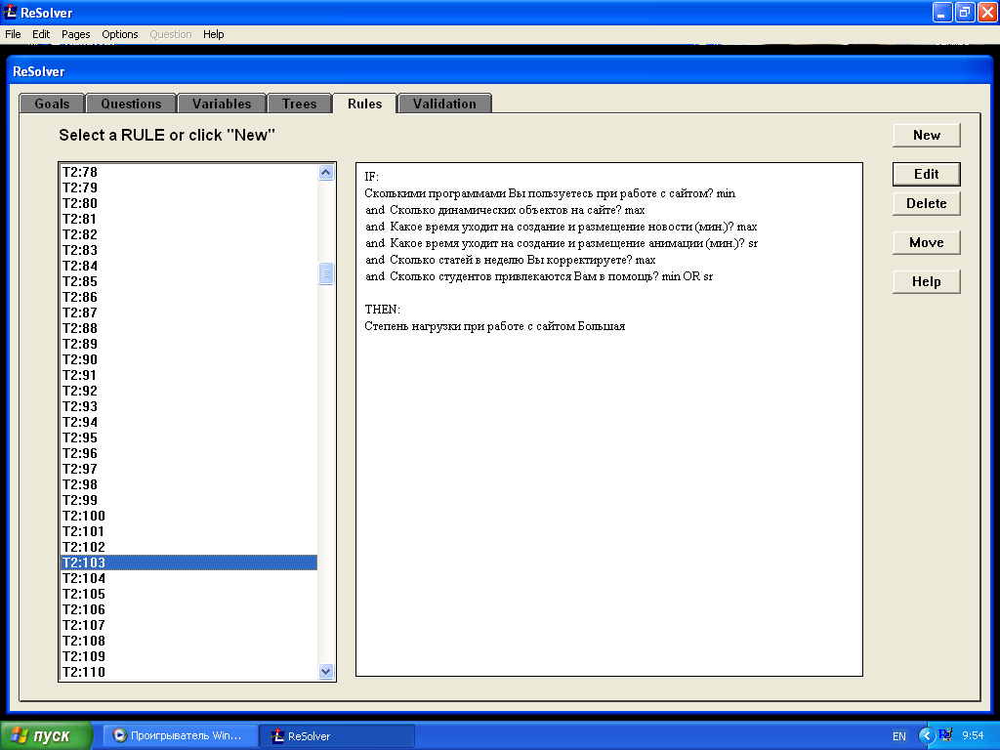 ReSolver
File Edit Pages Options Question Help
ReSolver
Goals Questions Variables Trees Rules Validation
Select a RULE or click "New"
New
Edit
Delete
Move
Help
T2:78
T2:79
T2:80
T2:81
T2:82
T2:83
T2:84
T2:85
T2:86
T2:87
T2:88
T2:89
T2:90
T2:91
T2:92
T2:93
T2:94
T2:95
T2:96
T2:97
T2:98
T2:99
T2:100
T2:101
T2:102
T2:103
T2:104
T2:105
T2:106
T2:107
T2:108
T2:109
T2:110
IF:
Сколькими программами Вы пользуетесь при работе с сайтом? min
and Сколько динамических объектов на сайте? max
and Какое время уходит на создание и размещение новости (мин.)? max
and Какое время уходит на создание и размещение анимации (мин.)? sr
and Сколько статей в неделю Вы корректируете? max
and Сколько студентов привлекаются Вам в помощь? min OR sr
THEN:
Степень нагрузки при работе с сайтом Большая
пуск
Проигрыватель Win...
ReSolver
EN
9:54